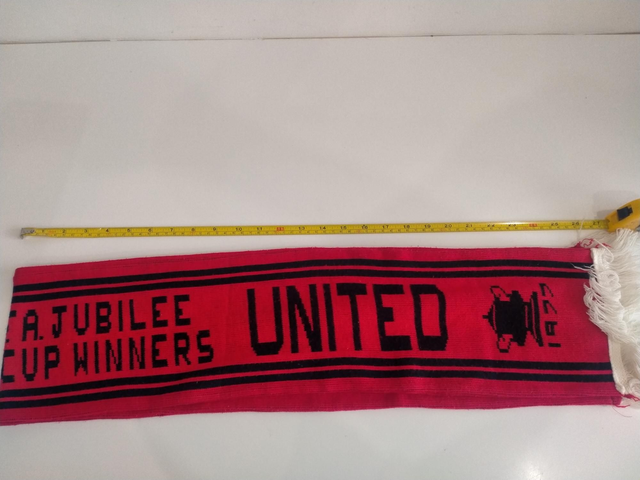 F.A. JUBILEE
CUP WINNERS
UNITED
1977